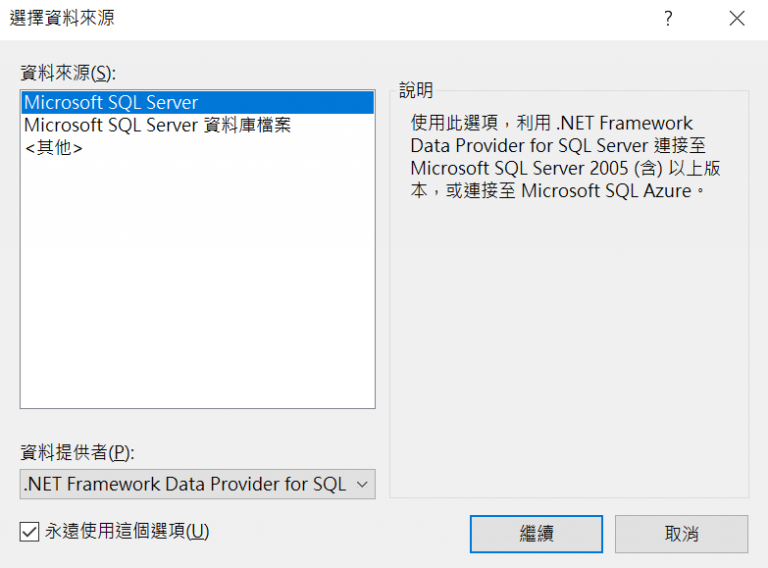 選擇資料來源
?
資料來源(S):
Microsoft SQL Server
Microsoft SQL Server 資料庫檔案
<其他>
說明
使用此選項，利用 .NET Framework
Data Provider for SQL Server 連接至
Microsoft SQL Server 2005 (含) 以上版
本，或連接至 Microsoft SQL Azure。
資料提供者(P):
.NET Framework Data Provider for SQL
永遠使用這個選項(U)
繼續
取消